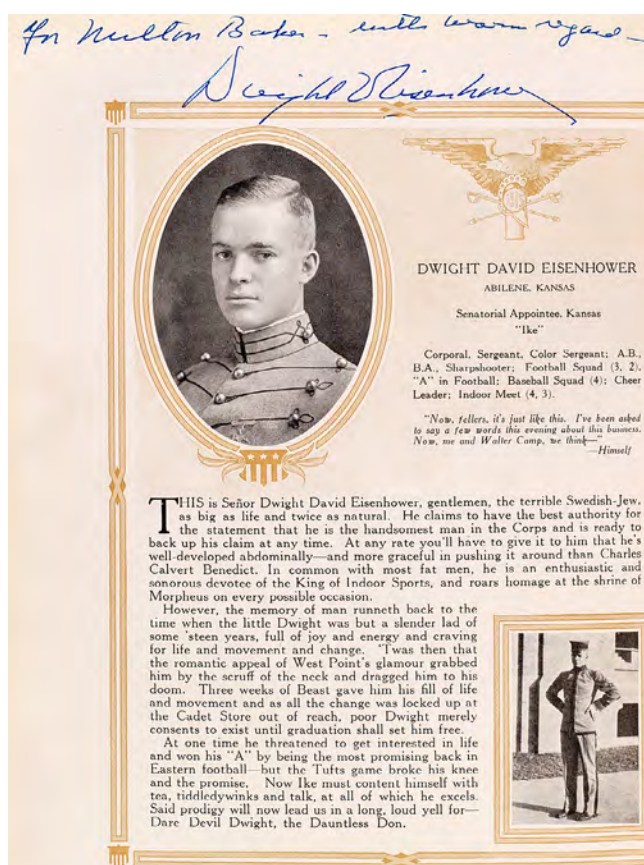 For Milton Baker – with warm regard –
Dwight D Eisenhower
DWIGHT DAVID EISENHOWER
ABILENE, KANSAS
Senatorial Appointee, Kansas
"Ike"
Corporal, Sergeant, Color Sergeant; A.B.,
B.A., Sharpshooter; Football Squad (3, 2),
"A" in Football; Baseball Squad (4); Cheer
Leader; Indoor Meet (4, 3).
"Now, fellers, it's just like this. I've been asked
to say a few words this evening about this business.
Now, me and Walter Camp, we think—"
—Himself
THIS is Señor Dwight David Eisenhower, gentlemen, the terrible Swedish-Jew,
as big as life and twice as natural. He claims to have the best authority for
the statement that he is the handsomest man in the Corps and is ready to
back up his claim at any time. At any rate you'll have to give it to him that he's
well-developed abdominally—and more graceful in pushing it around than Charles
Calvert Benedict. In common with most fat men, he is an enthusiastic and
sonorous devotee of the King of Indoor Sports, and roars homage at the shrine of
Morpheus on every possible occasion.
However, the memory of man runneth back to the
time when the little Dwight was but a slender lad of
some 'steen years, full of joy and energy and craving
for life and movement and change. 'Twas then that
the romantic appeal of West Point's glamour grabbed
him by the scruff of the neck and dragged him to his
doom. Three weeks of Beast gave him his fill of life
and movement and as all the change was locked up at
the Cadet Store out of reach, poor Dwight merely
consents to exist until graduation shall set him free.
At one time he threatened to get interested in life
and won his "A" by being the most promising back in
Eastern football—but the Tufts game broke his knee
and the promise. Now Ike must content himself with
tea, tiddledywinks and talk, at all of which he excels.
Said prodigy will now lead us in a long, loud yell for—
Dare Devil Dwight, the Dauntless Don.